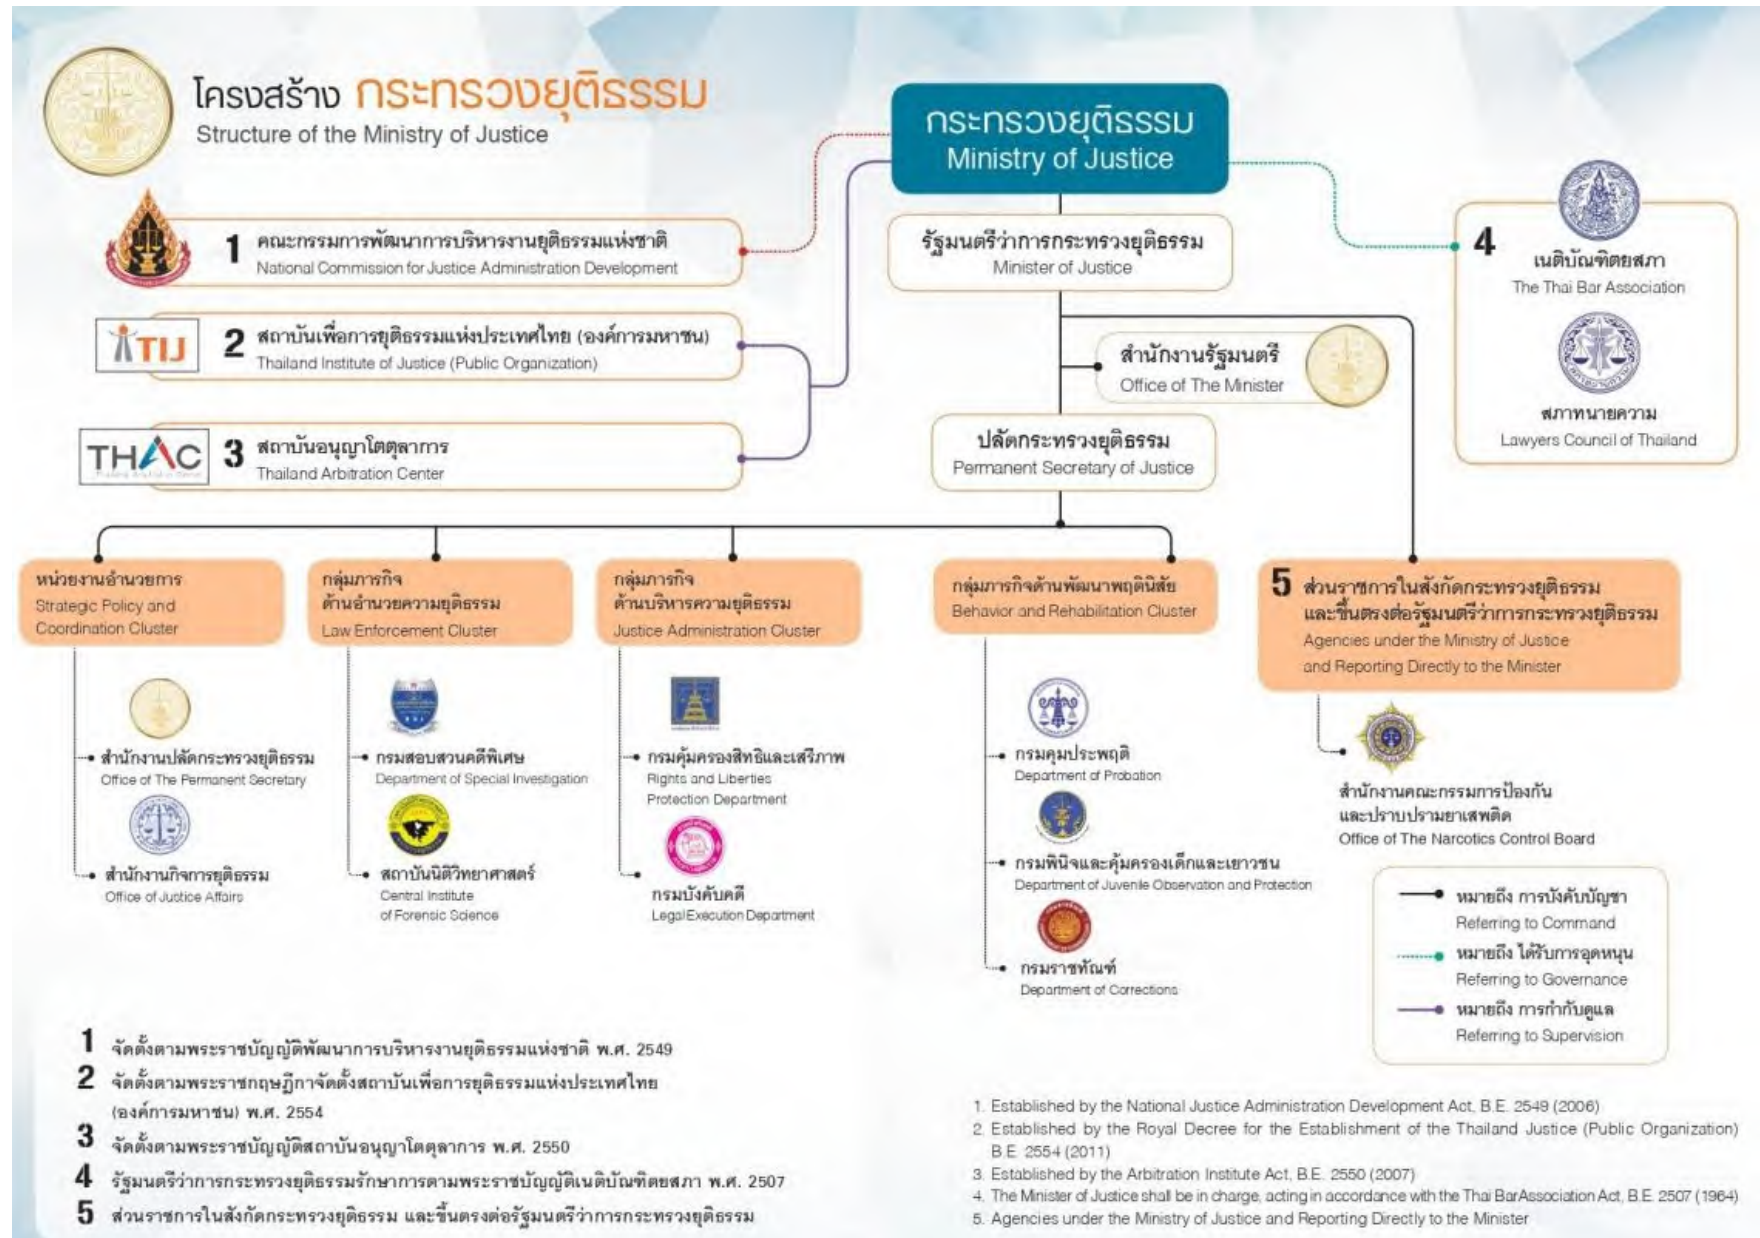 โครงสร้าง กระทรวงยุติธรรม
Structure of the Ministry of Justice
กระทรวงยุติธรรม
Ministry of Justice
1 คณะกรรมการพัฒนาการบริหารงานยุติธรรมแห่งชาติ
National Commission for Justice Administration Development
TIJ
2 สถาบันเพื่อการยุติธรรมแห่งประเทศไทย (องค์การมหาชน)
Thailand Institute of Justice (Public Organization)
THAC
3 สถาบันอนุญาโตตุลาการ
Thailand Arbitration Center
รัฐมนตรีว่าการกระทรวงยุติธรรม
Minister of Justice
สำนักงานรัฐมนตรี
Office of The Minister
ปลัดกระทรวงยุติธรรม
Permanent Secretary of Justice
4
เนติบัณฑิตยสภา
The Thai Bar Association
สภาทนายความ
Lawyers Council of Thailand
หน่วยงานอำนวยการ
Strategic Policy and
Coordination Cluster
สำนักงานปลัดกระทรวงยุติธรรม
Office of The Permanent Secretary
สำนักงานกิจการยุติธรรม
Office of Justice Affairs
กลุ่มภารกิจ
ด้านอำนวยความยุติธรรม
Law Enforcement Cluster
กรมสอบสวนคดีพิเศษ
Department of Special Investigation
สถาบันนิติวิทยาศาสตร์
Central Institute
of Forensic Science
กลุ่มภารกิจ
ด้านบริหารความยุติธรรม
Justice Administration Cluster
กรมคุ้มครองสิทธิและเสรีภาพ
Rights and Liberties
Protection Department
กรมบังคับคดี
Legal Execution Department
กลุ่มภารกิจด้านพัฒนาพฤตินิสัย
Behavior and Rehabilitation Cluster
กรมคุมประพฤติ
Department of Probation
กรมพินิจและคุ้มครองเด็กและเยาวชน
Department of Juvenile Observation and Protection
กรมราชทัณฑ์
Department of Corrections
5 ส่วนราชการในสังกัดกระทรวงยุติธรรม
และขึ้นตรงต่อรัฐมนตรีว่าการกระทรวงยุติธรรม
Agencies under the Ministry of Justice
and Reporting Directly to the Minister
สำนักงานคณะกรรมการป้องกัน
และปราบปรามยาเสพติด
Office of The Narcotics Control Board
หมายถึง การบังคับบัญชา
Referring to Command
หมายถึง ได้รับการอุดหนุน
Referring to Governance
หมายถึง การกำกับดูแล
Referring to Supervision
1 จัดตั้งตามพระราชบัญญัติพัฒนาการบริหารงานยุติธรรมแห่งชาติ พ.ศ. 2549
2 จัดตั้งตามพระราชกฤษฎีกาจัดตั้งสถาบันเพื่อการยุติธรรมแห่งประเทศไทย
(องค์การมหาชน) พ.ศ. 2554
3 จัดตั้งตามพระราชบัญญัติสถาบันอนุญาโตตุลาการ พ.ศ. 2550
4 รัฐมนตรีว่าการกระทรวงยุติธรรมรักษาการตามพระราชบัญญัติเนติบัณฑิตยสภา พ.ศ. 2507
5 ส่วนราชการในสังกัดกระทรวงยุติธรรม และขึ้นตรงต่อรัฐมนตรีว่าการกระทรวงยุติธรรม
1. Established by the National Justice Administration Development Act, B.E. 2549 (2006)
2. Established by the Royal Decree for the Establishment of the Thailand Justice (Public Organization)
B.E. 2554 (2011)
3. Established by the Arbitration Institute Act, B.E. 2550 (2007)
4. The Minister of Justice shall be in charge, acting in accordance with the Thai BarAssociation Act, B.E. 2507 (1964)
5. Agencies under the Ministry of Justice and Reporting Directly to the Minister